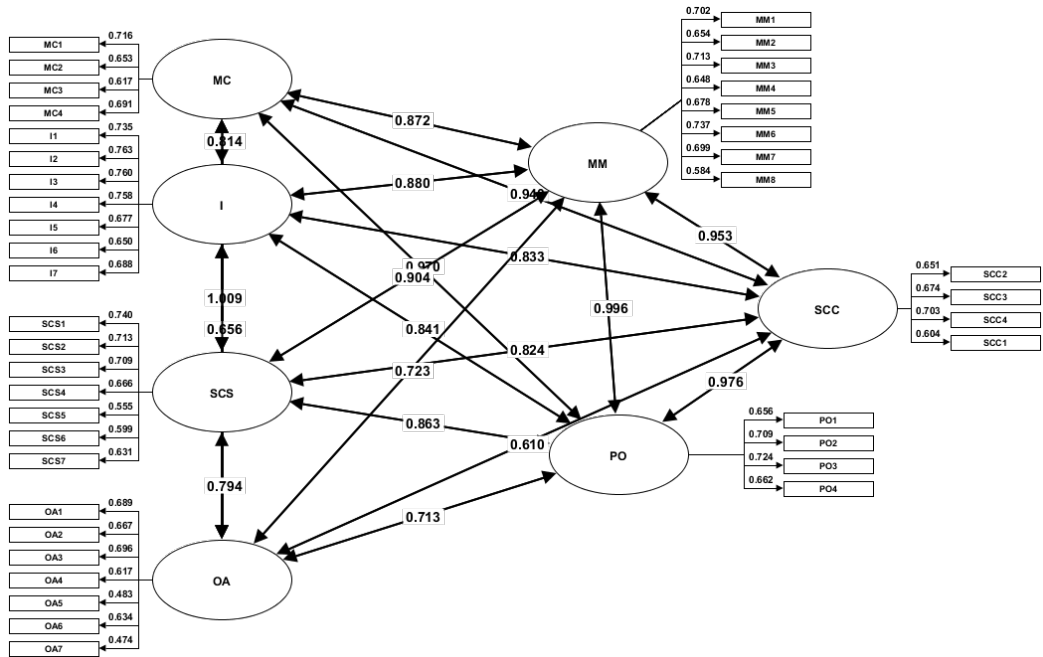 MC1 0.716
MC2 0.653
MC3 0.617
MC4 0.691
I1 0.735
I2 0.763
I3 0.760
I4 0.758
I5 0.677
I6 0.650
I7 0.688
SCS1 0.740
SCS2 0.713
SCS3 0.709
SCS4 0.666
SCS5 0.555
SCS6 0.599
SCS7 0.631
OA1 0.689
OA2 0.667
OA3 0.696
OA4 0.617
OA5 0.483
OA6 0.634
OA7 0.474
MC
I
SCS
OA
0.814
1.009
0.656
0.794
0.872
0.880
0.833
0.970
0.904
0.841
0.824
0.723
0.863
0.610
0.713
0.996
0.953
0.976
MM
SCC
PO
0.702 MM1
0.654 MM2
0.713 MM3
0.648 MM4
0.678 MM5
0.737 MM6
0.699 MM7
0.584 MM8
0.651 SCC2
0.674 SCC3
0.703 SCC4
0.604 SCC1
0.656 PO1
0.709 PO2
0.724 PO3
0.662 PO4